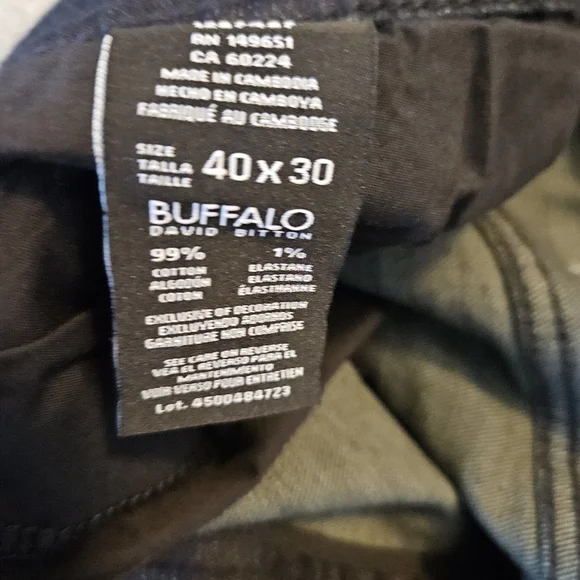 RN 149651
CA 60224
MADE IN CAMBODIA
HECHO EN CAMBOYA
FABRIQUÉ AU CAMBODGE
SIZE
TALLA 40 X 30
TAILLE
BUFFALO
DAVID BITTON
99% 1%
COTTON ELASTANE
ALGODÓN ELASTANO
COTON ÉLASTHANNE
EXCLUSIVE OF DECORATION
EXCLUYENDO ADORNOS
GARNITURE NON COMPRISE
SEE CARE ON REVERSE
VEA EL REVERSO PARA EL
MANTENIMIENTO
VOIR VERSO POUR ENTRETIEN
Lot. 4500484723